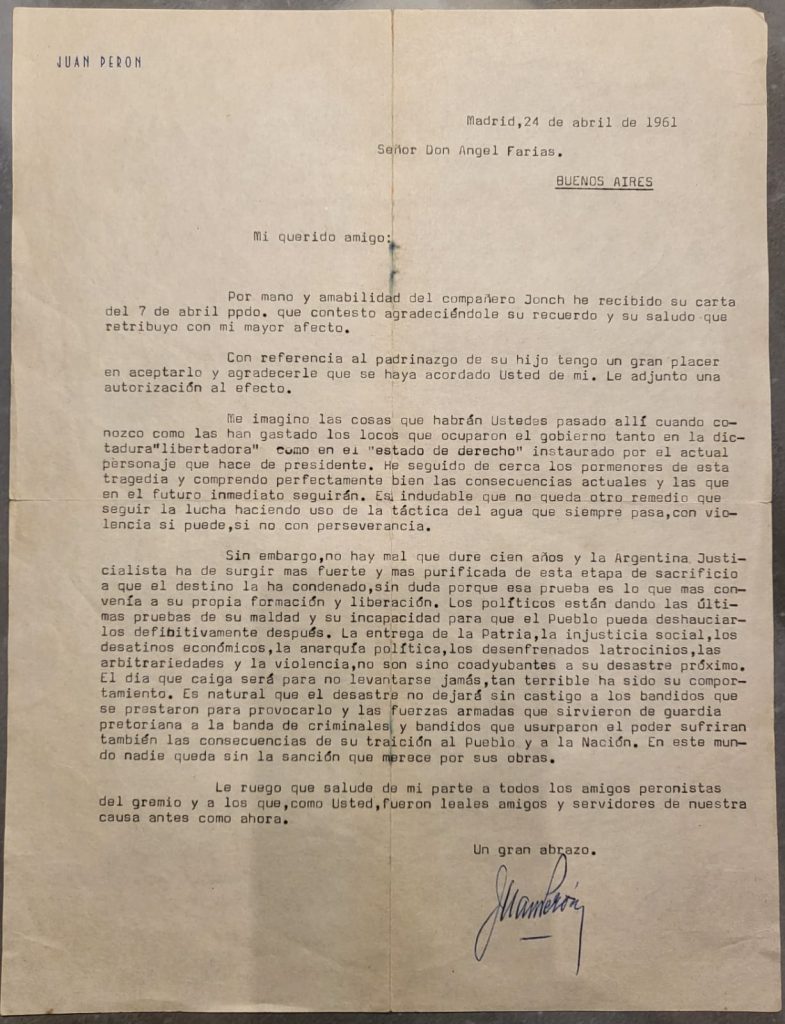 JUAN PERON
Madrid,24 de abril de 1961
Señor Don Angel Farias.
BUENOS AIRES
Mi querido amigo:
Por mano y amabilidad del compañero Jonch he recibido su carta
del 7 de abril ppdo. que contesto agradeciéndole su recuerdo y su saludo que
retribuyo con mi mayor afecto.
Con referencia al padrinazgo de su hijo tengo un gran placer
en aceptarlo y agradecerle que se haya acordado Usted de mi. Le adjunto una
autorización al efecto.
Me imagino las cosas que habrán Ustedes pasado allí cuando co-
nozco como las han gastado los locos que ocuparon el gobierno tanto en la dic-
tadura"libertadora" como en el "estado de derecho" instaurado por el actual
personaje que hace de presidente. He seguido de cerca los pormenores de esta
tragedia y comprendo perfectamente bien las consecuencias actuales y las que
en el futuro inmediato seguirán. Es indudable que no queda otro remedio que
seguir la lucha haciendo uso de la táctica del agua que siempre pasa,con vio-
lencia si puede,si no con perseverancia.
Sin embargo,no hay mal que dure cien años y la Argentina Justi-
cialista ha de surgir mas fuerte y mas purificada de esta etapa de sacrificio
a que el destino la ha condenado,sin duda porque esa prueba es lo que mas con-
venía a su propia formación y liberación. Los políticos están dando las últi-
mas pruebas de su maldad y su incapacidad para que el Pueblo pueda deshauciar-
los defibitivamente después. La entrega de la Patria,la injusticia social,los
desatinos económicos,la anarquía política,los desenfrenados latrocinios,las
arbitrariedades y la violencia,no son sino coadyubantes a su desastre próximo.
El día que caiga será para no levantarse jamás,tan terrible ha sido su compor-
tamiento. Es natural que el desastre no dejará sin castigo a los bandidos que
se prestaron para provocarlo y las fuerzas armadas que sirvieron de guardia
pretoriana a la banda de criminales y bandidos que usurparon el poder sufriran
también las consecuencias de su traición al Pueblo y a la Nación. En este mun-
do nadie queda sin la sanción que merece por sus obras.
Le ruego que salude de mi parte a todos los amigos peronistas
del gremio y a los que,como Usted,fueron leales amigos y servidores de nuestra
causa antes como ahora.
Un gran abrazo.
Juan Perón